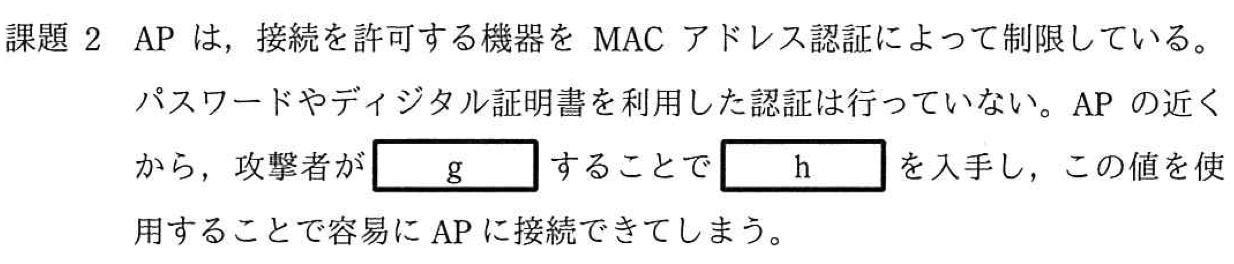 課題 2 AP は，接続を許可する機器を MAC アドレス認証によって制限している。
パスワードやディジタル証明書を利用した認証は行っていない。AP の近く
から，攻撃者が g することで h を入手し，この値を使
用することで容易に AP に接続できてしまう。